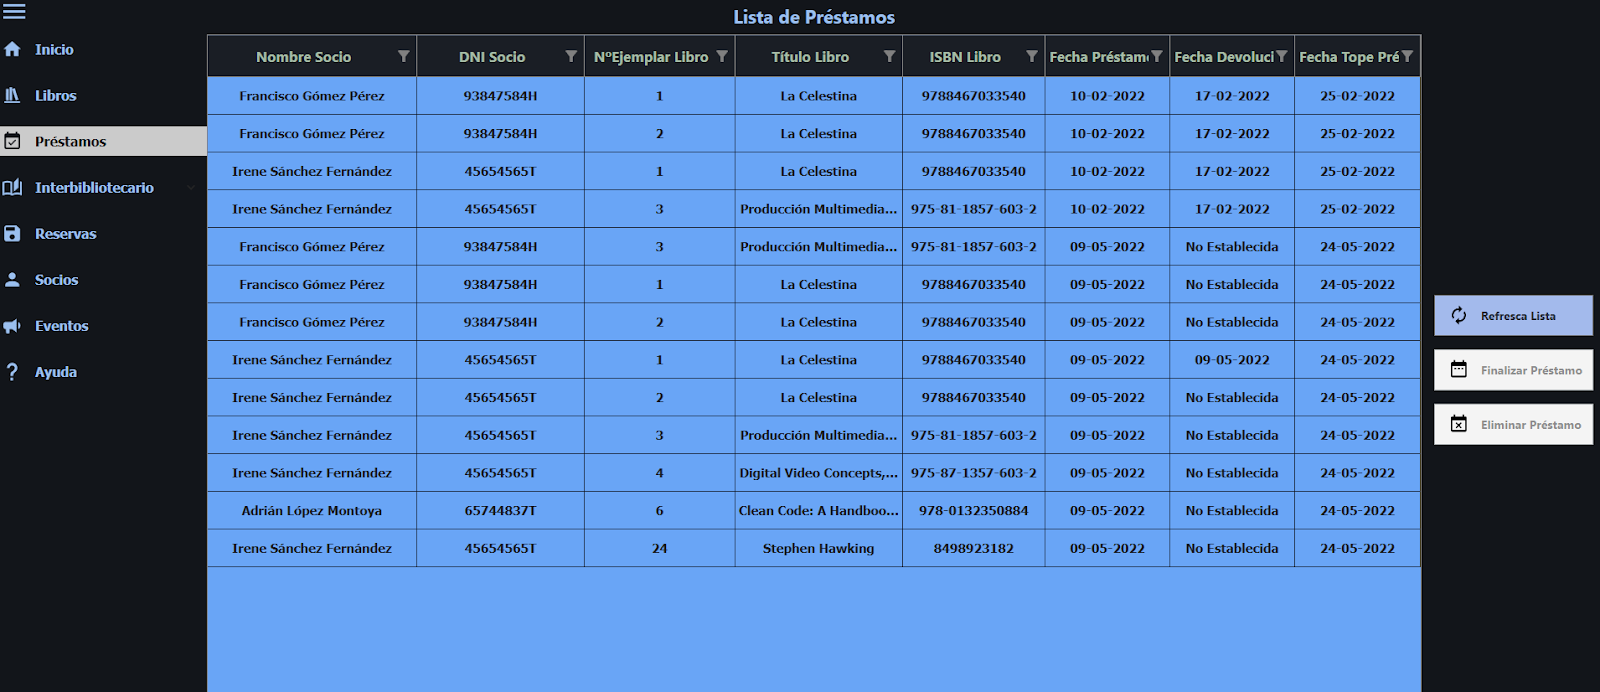 Lista de Préstamos
Inicio
Libros
Préstamos
Interbibliotecario
Reservas
Socios
Eventos
Ayuda
Nombre Socio DNI Socio NºEjemplar Libro Título Libro ISBN Libro Fecha Préstam Fecha Devoluci Fecha Tope Pré
Francisco Gómez Pérez 93847584H 1 La Celestina 9788467033540 10-02-2022 17-02-2022 25-02-2022
Francisco Gómez Pérez 93847584H 2 La Celestina 9788467033540 10-02-2022 17-02-2022 25-02-2022
Irene Sánchez Fernández 45654565T 1 La Celestina 9788467033540 10-02-2022 17-02-2022 25-02-2022
Irene Sánchez Fernández 45654565T 3 Producción Multimedia... 975-81-1857-603-2 10-02-2022 17-02-2022 25-02-2022
Francisco Gómez Pérez 93847584H 3 Producción Multimedia... 975-81-1857-603-2 09-05-2022 No Establecida 24-05-2022
Francisco Gómez Pérez 93847584H 1 La Celestina 9788467033540 09-05-2022 No Establecida 24-05-2022
Francisco Gómez Pérez 93847584H 2 La Celestina 9788467033540 09-05-2022 No Establecida 24-05-2022
Irene Sánchez Fernández 45654565T 1 La Celestina 9788467033540 09-05-2022 09-05-2022 24-05-2022
Irene Sánchez Fernández 45654565T 2 La Celestina 9788467033540 09-05-2022 No Establecida 24-05-2022
Irene Sánchez Fernández 45654565T 3 Producción Multimedia... 975-81-1857-603-2 09-05-2022 No Establecida 24-05-2022
Irene Sánchez Fernández 45654565T 4 Digital Video Concepts,... 975-87-1357-603-2 09-05-2022 No Establecida 24-05-2022
Adrián López Montoya 65744837T 6 Clean Code: A Handboo... 978-0132350884 09-05-2022 No Establecida 24-05-2022
Irene Sánchez Fernández 45654565T 24 Stephen Hawking 8498923182 09-05-2022 No Establecida 24-05-2022
Refresca Lista
Finalizar Préstamo
Eliminar Préstamo